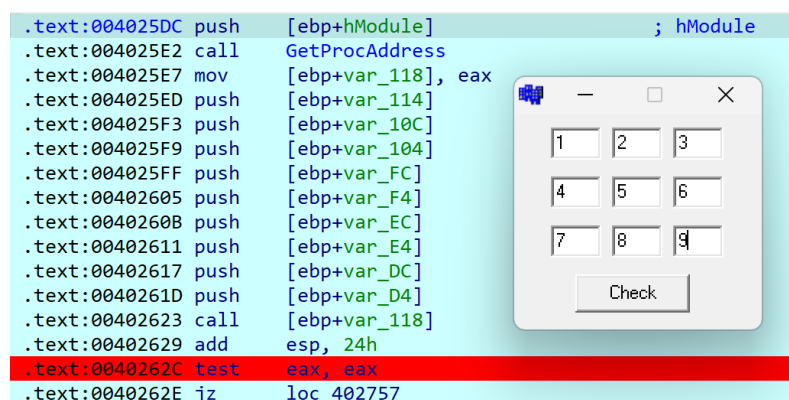 .text:004025DC push [ebp+hModule] ; hModule
.text:004025E2 call GetProcAddress
.text:004025E7 mov [ebp+var_118], eax
.text:004025ED push [ebp+var_114]
.text:004025F3 push [ebp+var_10C]
.text:004025F9 push [ebp+var_104]
.text:004025FF push [ebp+var_FC]
.text:00402605 push [ebp+var_F4]
.text:0040260B push [ebp+var_EC]
.text:00402611 push [ebp+var_E4]
.text:00402617 push [ebp+var_DC]
.text:0040261D push [ebp+var_D4]
.text:00402623 call [ebp+var_118]
.text:00402629 add esp, 24h
.text:0040262C test eax, eax
.text:0040262E jz loc_402757
1 2 3
4 5 6
7 8 9
Check